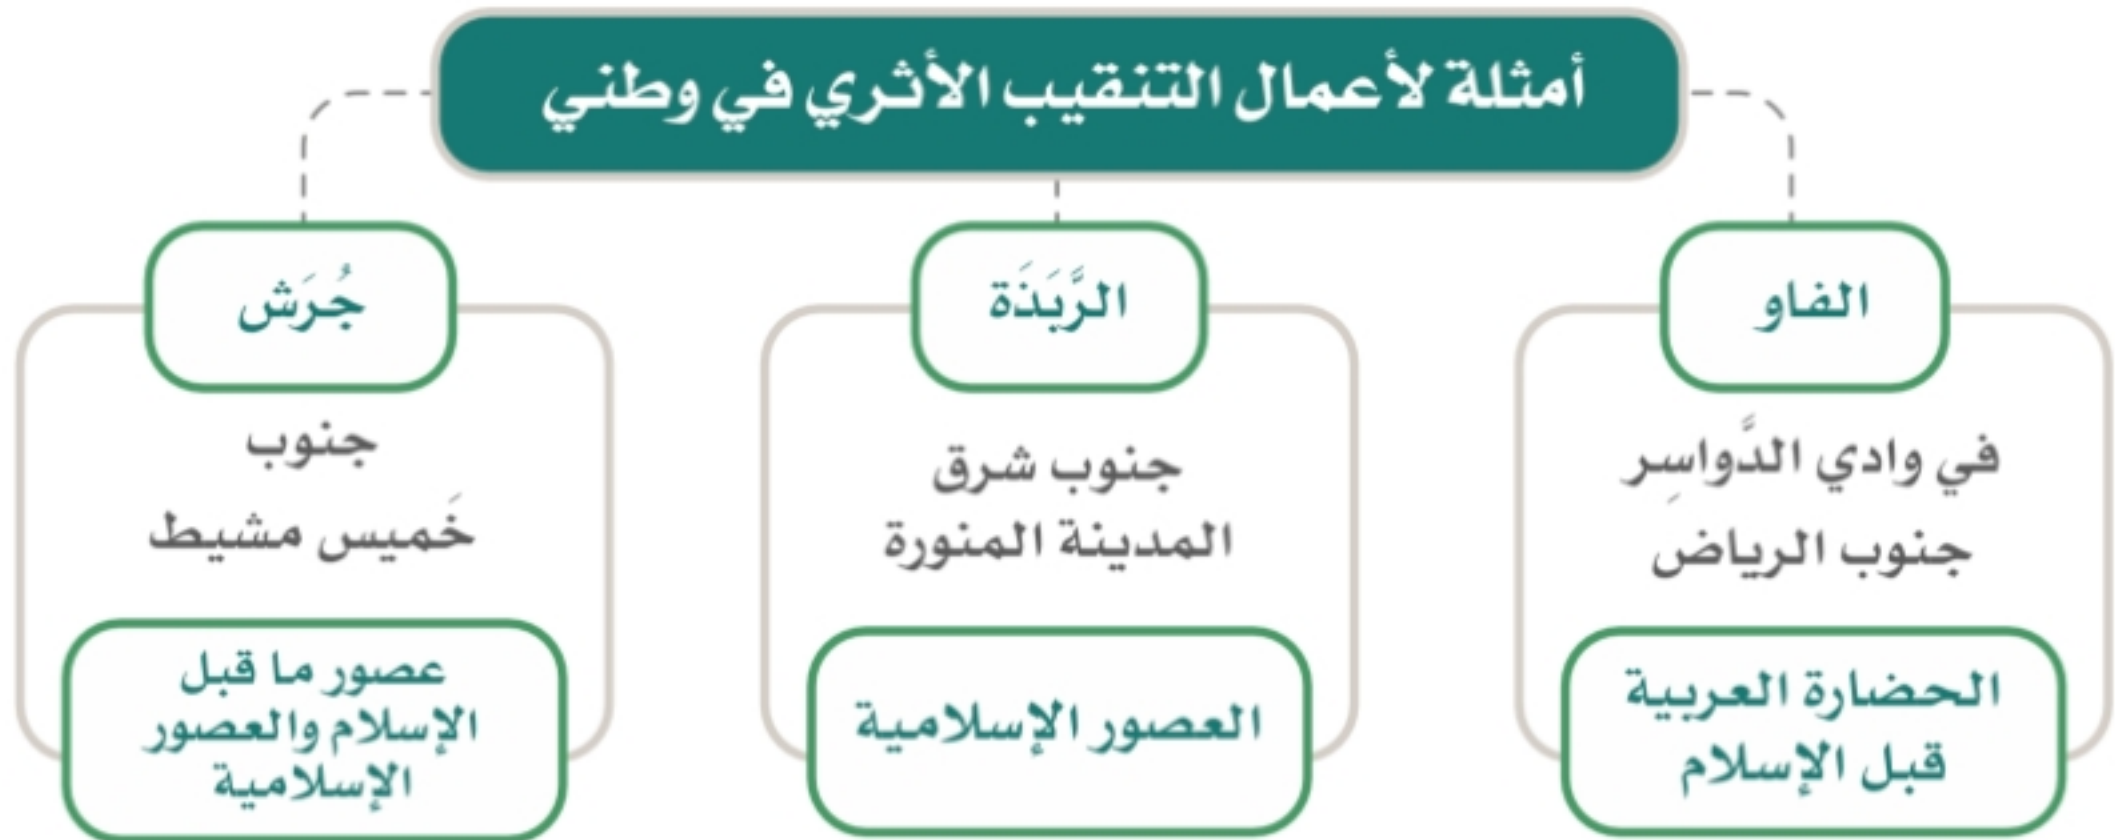 أمثلة لأعمال التنقيب الأثري في وطني
الفاو
في وادي الدَّواسِر
جنوب الرياض
الحضارة العربية
قبل الإسلام
الرَّبَذَة
جنوب شرق
المدينة المنورة
العصور الإسلامية
جُرَش
جنوب
خَميس مشيط
عصور ما قبل
الإسلام والعصور
الإسلامية